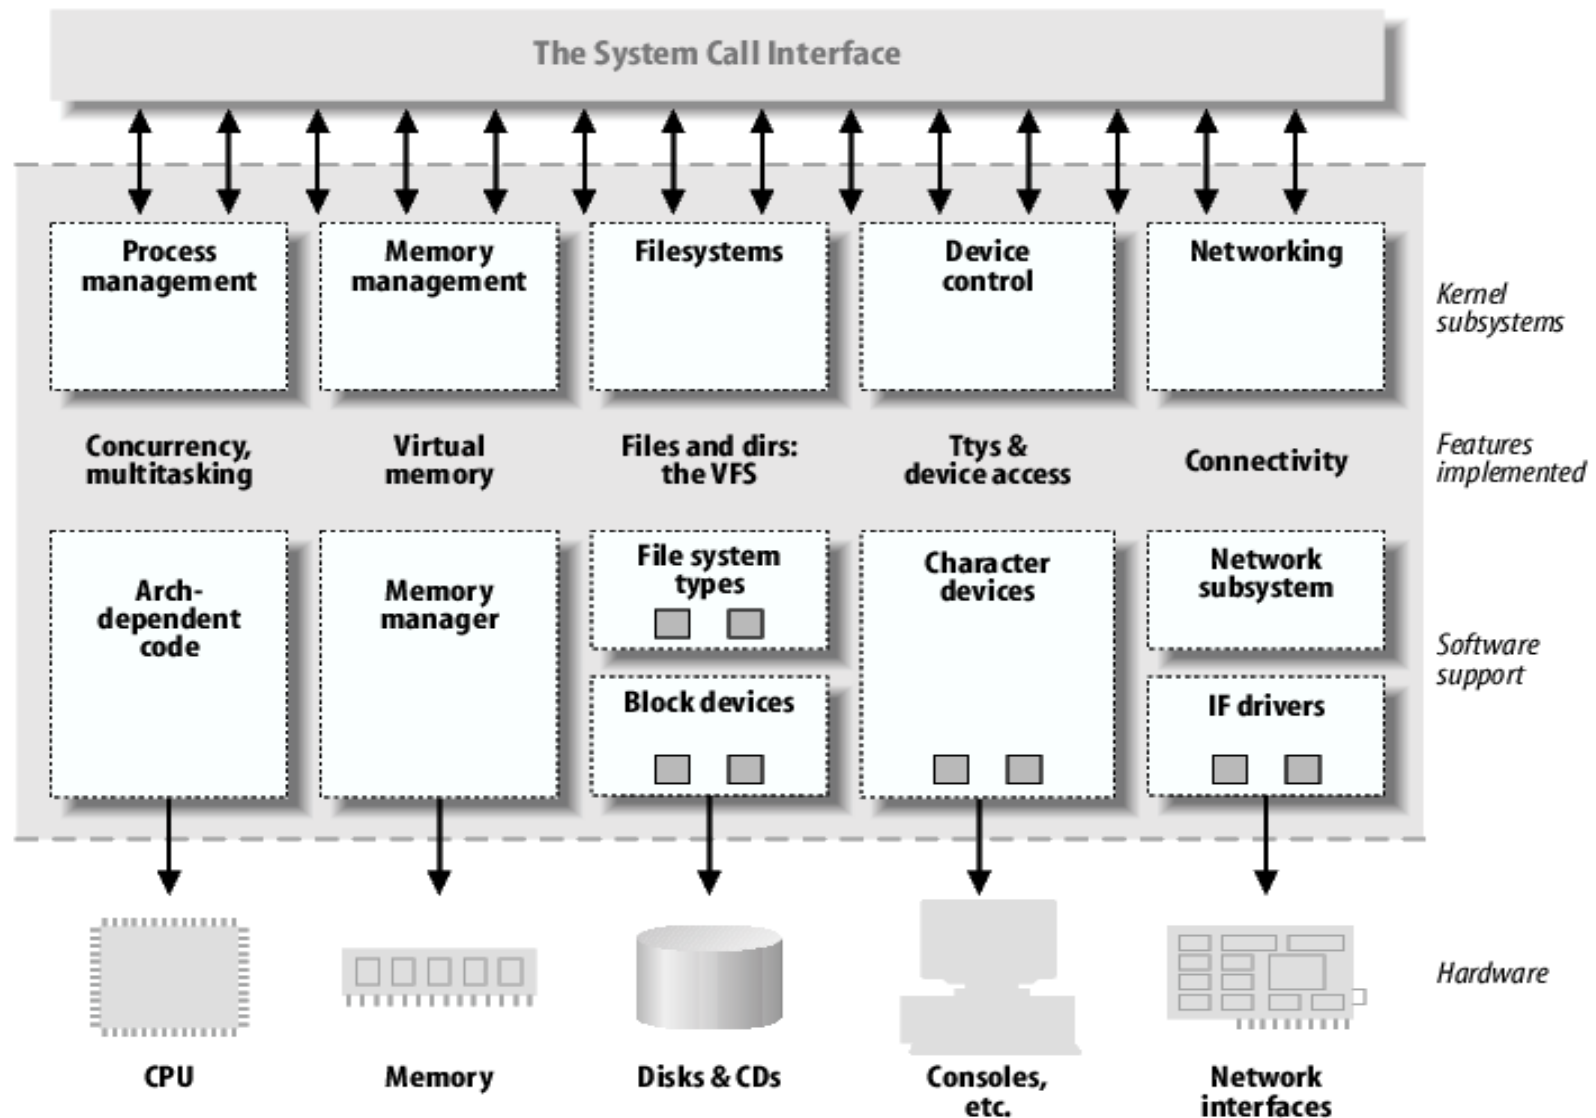 The System Call Interface
Process
management
Memory
management
Filesystems
Device
control
Networking
Kernel
subsystems
Concurrency,
multitasking
Virtual
memory
Files and dirs:
the VFS
Ttys &
device access
Connectivity
Features
implemented
Arch-
dependent
code
Memory
manager
File system
types
Block devices
Character
devices
Network
subsystem
IF drivers
Software
support
CPU
Memory
Disks & CDs
Consoles,
etc.
Network
interfaces
Hardware